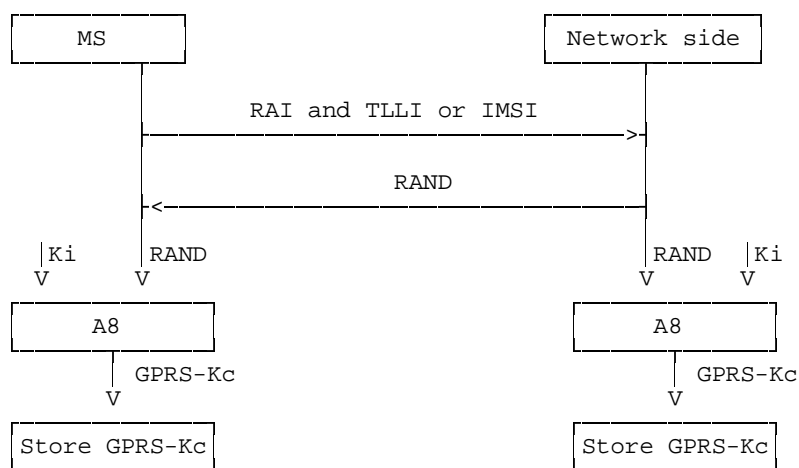 MS Network side
RAI and TLLI or IMSI
RAND
Ki RAND RAND Ki
A8 A8
GPRS-Kc GPRS-Kc
Store GPRS-Kc Store GPRS-Kc